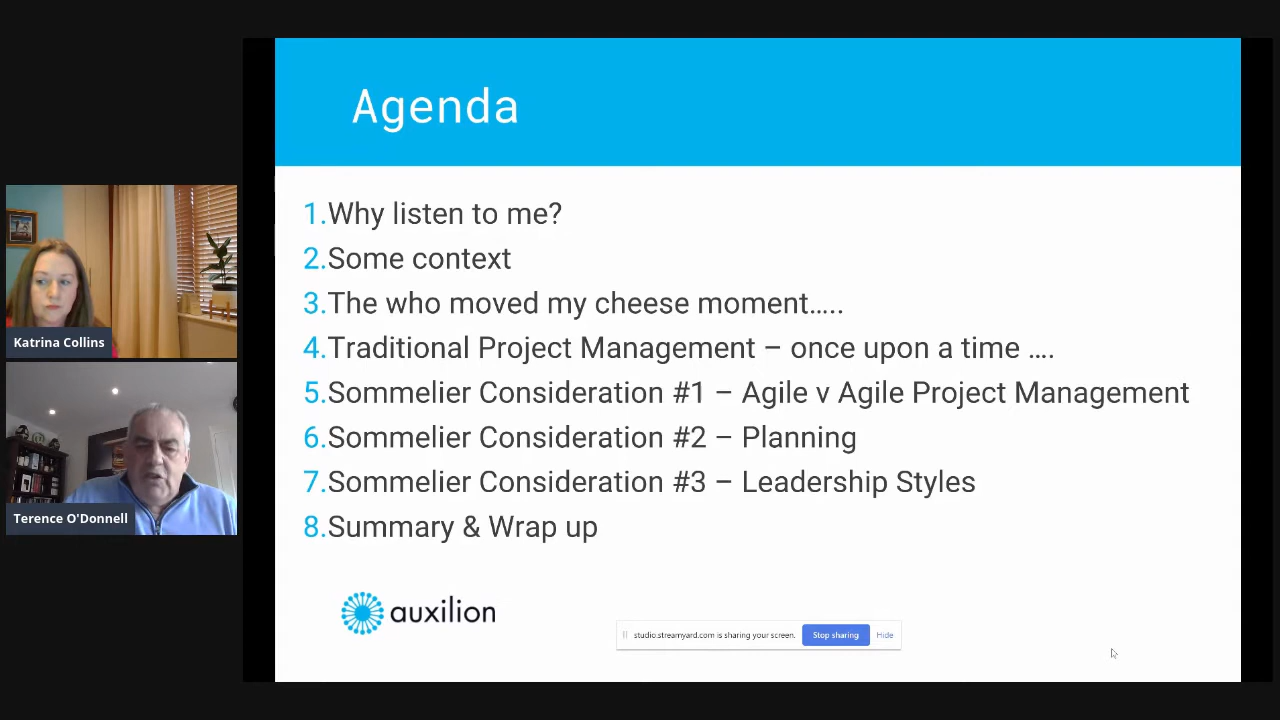 Agenda
1.Why listen to me?
2.Some context
3.The who moved my cheese moment.....
4.Traditional Project Management – once upon a time ....
5.Sommelier Consideration #1 – Agile v Agile Project Management
6.Sommelier Consideration #2 – Planning
7.Sommelier Consideration #3 – Leadership Styles
8.Summary & Wrap up
auxilion
studio.streamyard.com is sharing your screen. Stop sharing Hide
Katrina Collins
Terence O'Donnell